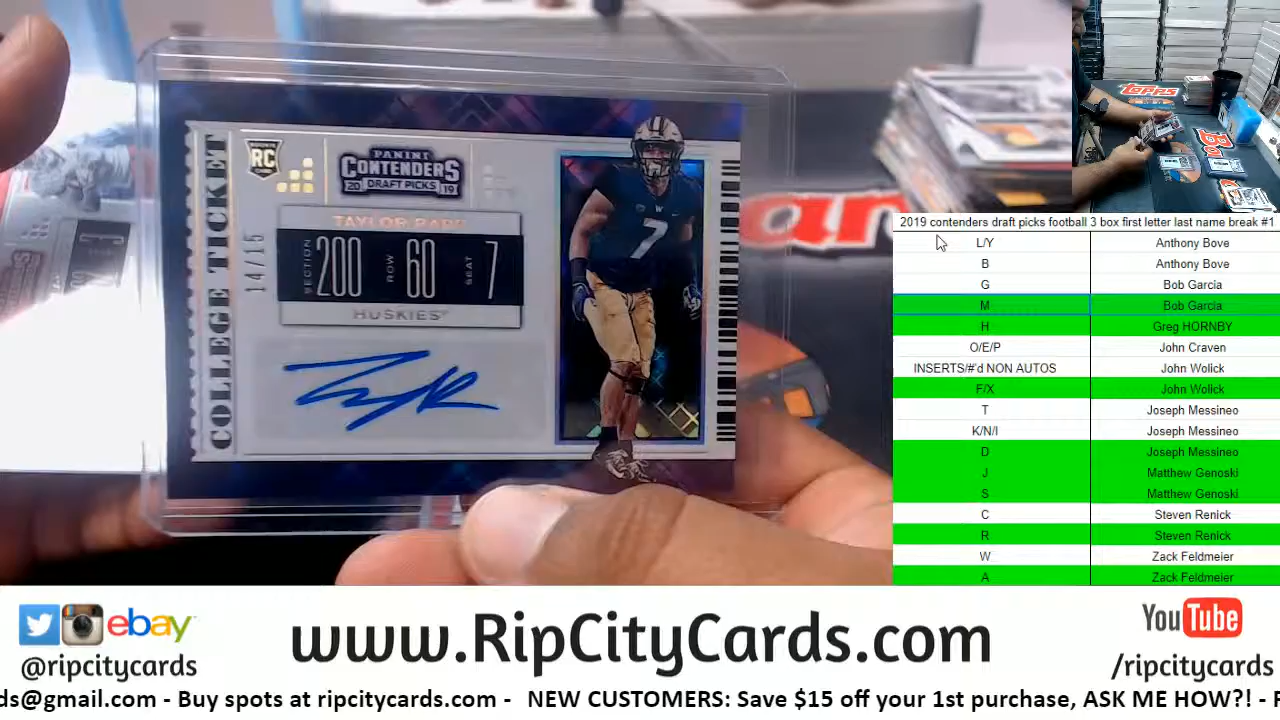 COLLEGE TICKET
14/15
RC
PANINI
CONTENDERS
2019 DRAFT PICKS
TAYLOR RAPP
SECTION 200 ROW 60 SEAT 7
HUSKIES
7
TOPPS
2019 contenders draft picks football 3 box first letter last name break #1
L/Y Anthony Bove
B Anthony Bove
G Bob Garcia
M Bob Garcia
H Greg HORNBY
O/E/P John Craven
INSERTS/#'d NON AUTOS John Wolick
F/X John Wolick
T Joseph Messineo
K/N/I Joseph Messineo
D Joseph Messineo
J Matthew Genoski
S Matthew Genoski
C Steven Renick
R Steven Renick
W Zack Feldmeier
A Zack Feldmeier
ebay
@ripcitycards
www.RipCityCards.com
YouTube
/ripcitycards
ds@gmail.com - Buy spots at ripcitycards.com - NEW CUSTOMERS: Save $15 off your 1st purchase, ASK ME HOW?! -